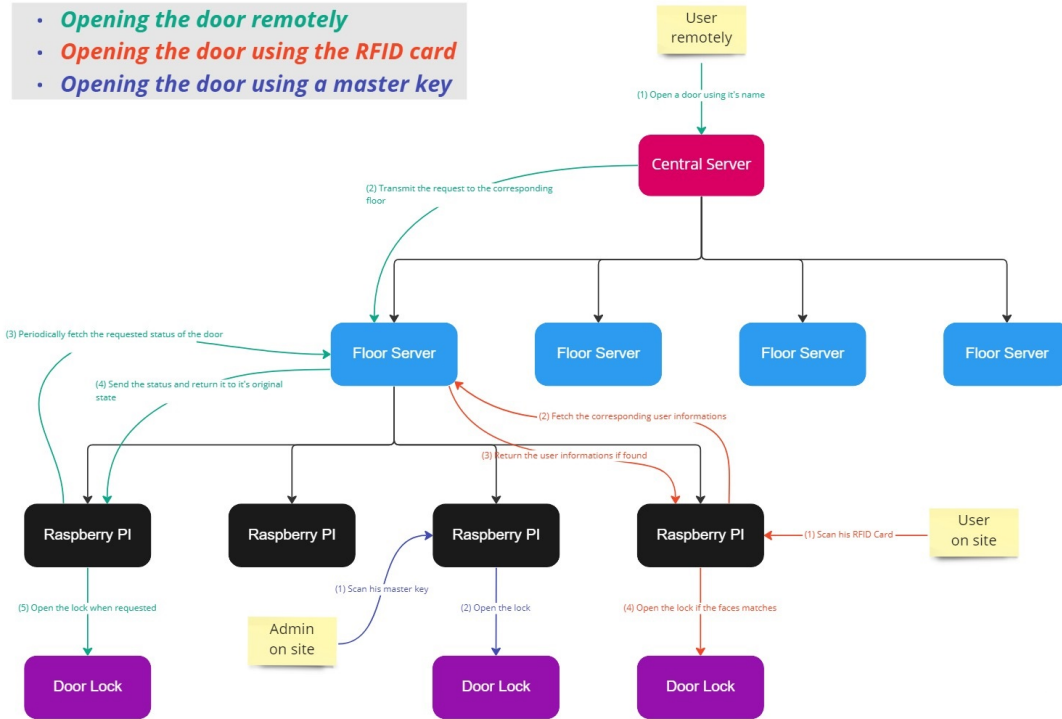 • Opening the door remotely
• Opening the door using the RFID card
• Opening the door using a master key
User
remotely
(1) Open a door using it's name
Central Server
(2) Transmit the request to the corresponding
floor
(3) Periodically fetch the requested status of the door
Floor Server
Floor Server
Floor Server
Floor Server
(4) Send the status and return it to it's original
state
(2) Fetch the corresponding user informations
(3) Return the user informations if found
Raspberry PI
Raspberry PI
Raspberry PI
Raspberry PI
(1) Scan his RFID Card
User
on site
(1) Scan his master key
(5) Open the lock when requested
(2) Open the lock
(4) Open the lock if the faces matches
Admin
on site
Door Lock
Door Lock
Door Lock